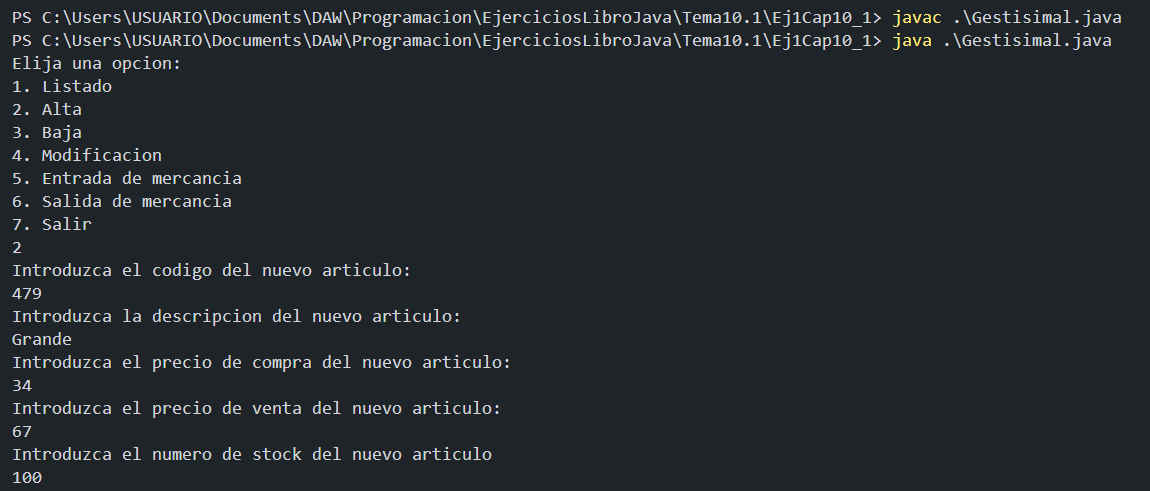 PS C:\Users\USUARIO\Documents\DAW\Programacion\EjerciciosLibroJava\Tema10.1\Ej1Cap10_1> javac .\Gestisimal.java
PS C:\Users\USUARIO\Documents\DAW\Programacion\EjerciciosLibroJava\Tema10.1\Ej1Cap10_1> java .\Gestisimal.java
Elija una opcion:
1. Listado
2. Alta
3. Baja
4. Modificacion
5. Entrada de mercancia
6. Salida de mercancia
7. Salir
2
Introduzca el codigo del nuevo articulo:
479
Introduzca la descripcion del nuevo articulo:
Grande
Introduzca el precio de compra del nuevo articulo:
34
Introduzca el precio de venta del nuevo articulo:
67
Introduzca el numero de stock del nuevo articulo
100